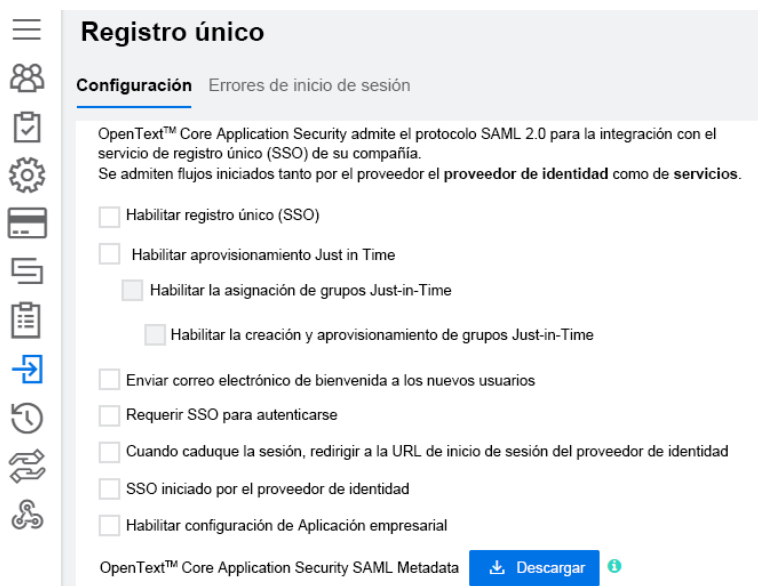 Registro único
Configuración Errores de inicio de sesión
OpenText™ Core Application Security admite el protocolo SAML 2.0 para la integración con el
servicio de registro único (SSO) de su compañía.
Se admiten flujos iniciados tanto por el proveedor el proveedor de identidad como de servicios.
Habilitar registro único (SSO)
Habilitar aprovisionamiento Just in Time
Habilitar la asignación de grupos Just-in-Time
Habilitar la creación y aprovisionamiento de grupos Just-in-Time
Enviar correo electrónico de bienvenida a los nuevos usuarios
Requerir SSO para autenticarse
Cuando caduque la sesión, redirigir a la URL de inicio de sesión del proveedor de identidad
SSO iniciado por el proveedor de identidad
Habilitar configuración de Aplicación empresarial
OpenText™ Core Application Security SAML Metadata Descargar